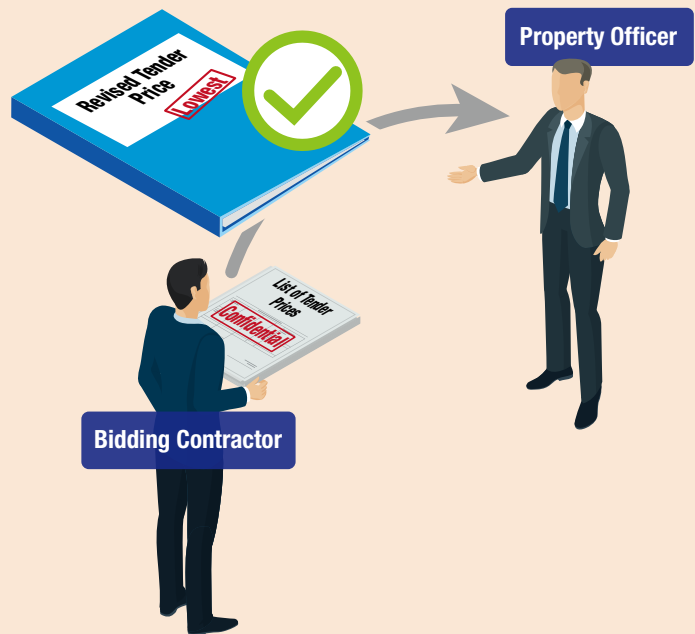 Property Officer
Revised Tender
Price
Lowest
List of Tender
Prices
Confidential
Bidding Contractor